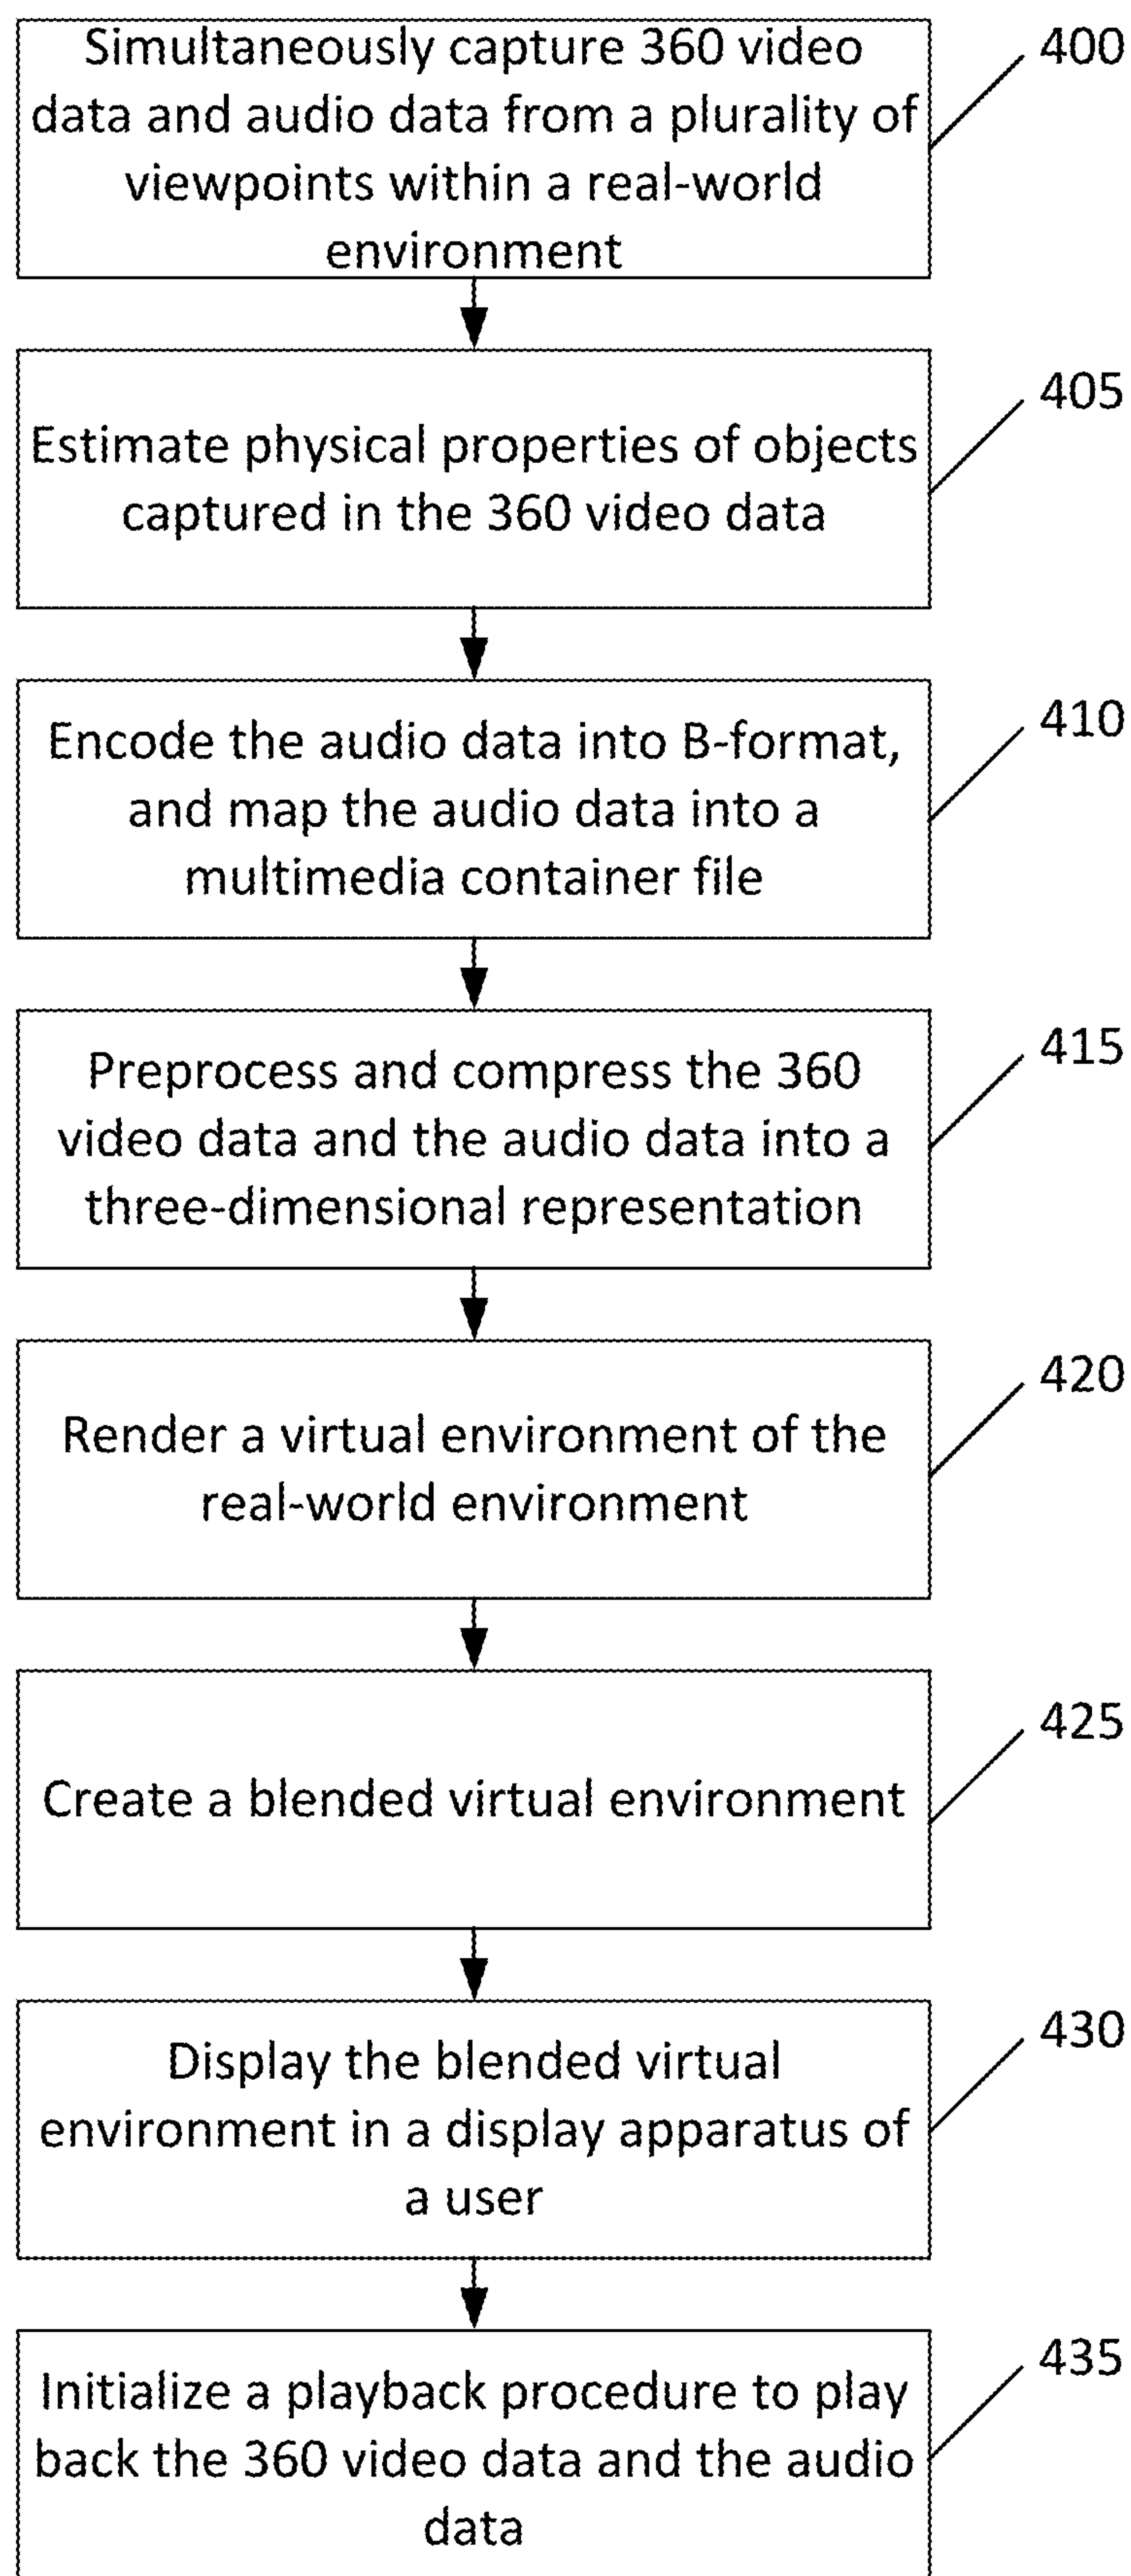 Simultaneously capture 360 video
data and audio data from a plurality of
viewpoints within a real-world
environment
400
Estimate physical properties of objects
captured in the 360 video data
405
Encode the audio data into B-format,
and map the audio data into a
multimedia container file
410
Preprocess and compress the 360
video data and the audio data into a
three-dimensional representation
415
Render a virtual environment of the
real-world environment
420
Create a blended virtual environment
425
Display the blended virtual
environment in a display apparatus of
a user
430
Initialize a playback procedure to play
back the 360 video data and the audio
data
435